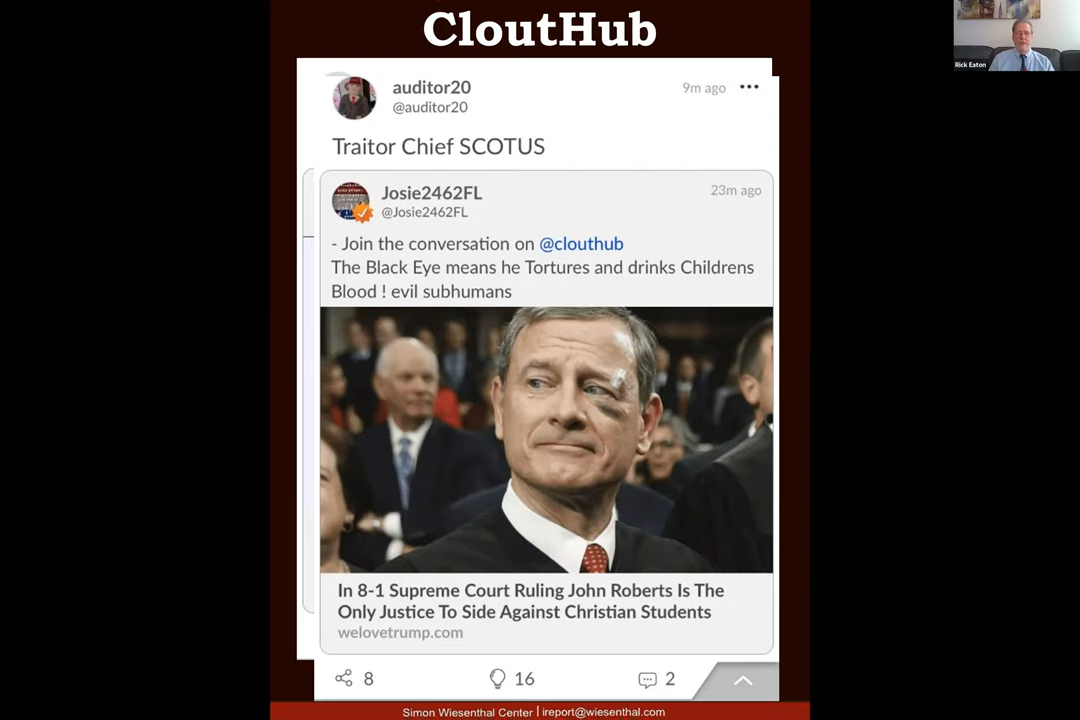 CloutHub
Rick Eaton
auditor20
9m ago
@auditor20
Traitor Chief SCOTUS
Josie2462FL
23m ago
@Josie2462FL
- Join the conversation on @clouthub
The Black Eye means he Tortures and drinks Childrens
Blood ! evil subhumans
In 8-1 Supreme Court Ruling John Roberts Is The
Only Justice To Side Against Christian Students
welovetrump.com
8
16
2
Simon Wiesenthal Center | ireport@wiesenthal.com